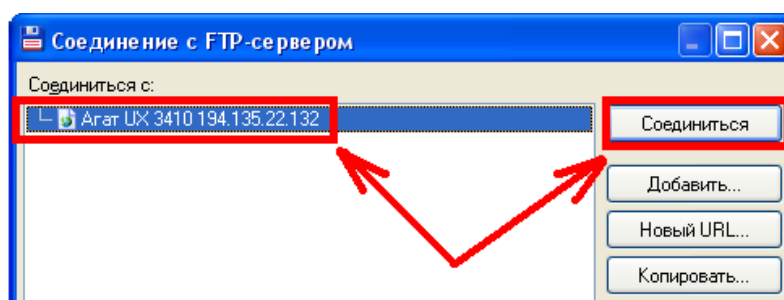 Соединение с FTP-сервером
Соединиться с:
Агат UX 3410 194.135.22.132
Соединиться
Добавить...
Новый URL...
Копировать...